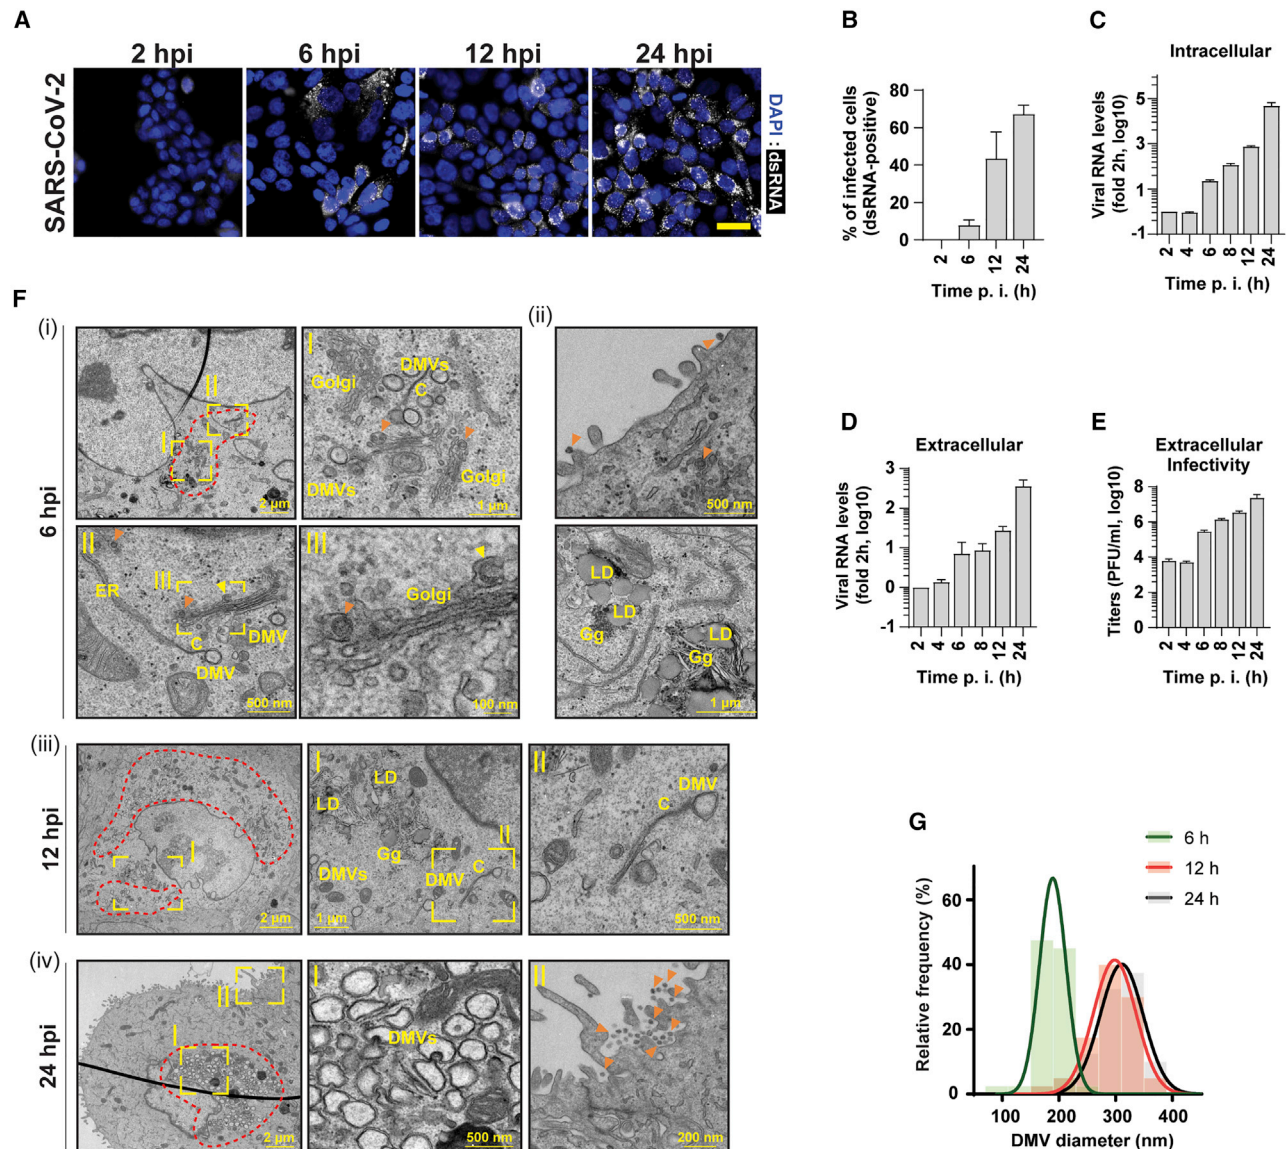 A
2 hpi
6 hpi
12 hpi
24 hpi
SARS-CoV-2
DAPI : dsRNA
B
% of infected cells
(dsRNA-positive)
80
60
40
20
0
2
6
12
24
Time p. i. (h)
C
Intracellular
Viral RNA levels
(fold 2h, log10)
5
3
1
-1
2
4
6
8
12
24
Time p. i. (h)
D
Extracellular
Viral RNA levels
(fold 2h, log10)
3
2
1
0
-1
2
4
6
8
12
24
Time p. i. (h)
E
Extracellular
Infectivity
Titers (PFU/ml, log10)
8
6
4
2
0
2
4
6
8
12
24
Time p. i. (h)
F
6 hpi
(i)
II
I
2 µm
I
Golgi
DMVs
C
DMVs
Golgi
1 µm
II
ER
III
C
DMV
DMV
500 nm
III
Golgi
100 nm
(ii)
500 nm
LD
LD
Gg
LD
Gg
1 µm
12 hpi
(iii)
I
2 µm
I
LD
LD
Gg
II
DMVs
DMV
C
1 µm
II
DMV
C
500 nm
24 hpi
(iv)
II
I
2 µm
I
DMVs
500 nm
II
200 nm
G
6 h
12 h
24 h
Relative frequency (%)
60
40
20
0
100
200
300
400
DMV diameter (nm)